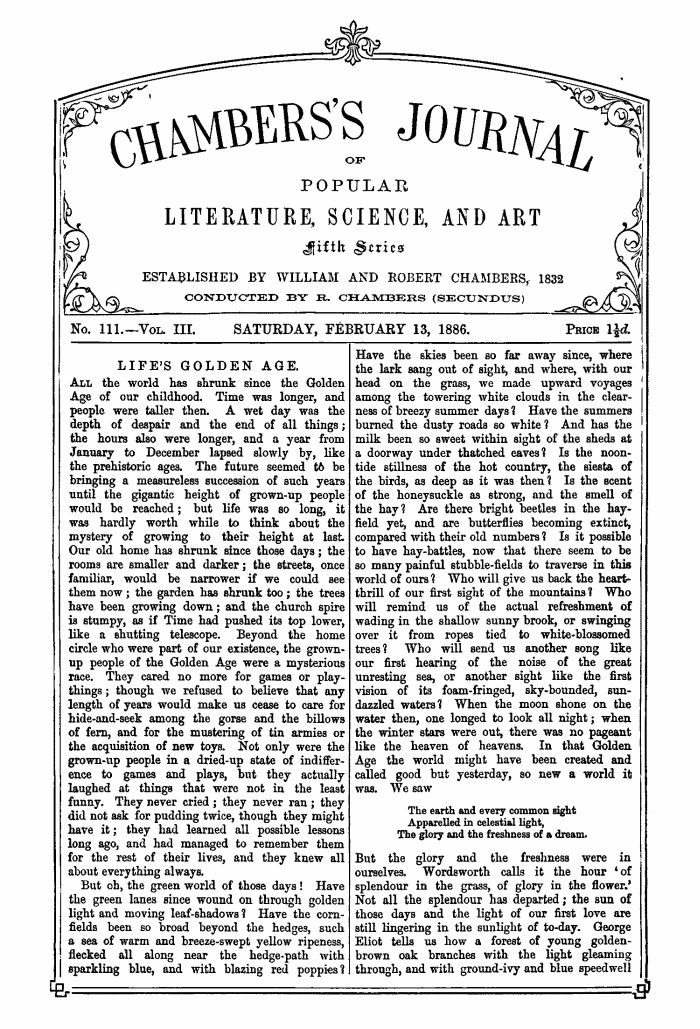 CHAMBERS'S JOURNAL
OF
POPULAR
LITERATURE, SCIENCE, AND ART
Fifth Series
ESTABLISHED BY WILLIAM AND ROBERT CHAMBERS, 1832
CONDUCTED BY R. CHAMBERS (SECUNDUS)
No. 111.—VOL. III.
SATURDAY, FEBRUARY 13, 1886.
PRICE 1½d.
LIFE'S GOLDEN AGE.
ALL the world has shrunk since the Golden
Age of our childhood. Time was longer, and
people were taller then. A wet day was the
depth of despair and the end of all things;
the hours also were longer, and a year from
January to December lapsed slowly by, like
the prehistoric ages. The future seemed to be
bringing a measureless succession of such years
until the gigantic height of grown-up people
would be reached; but life was so long, it
was hardly worth while to think about the
mystery of growing to their height at last.
Our old home has shrunk since those days; the
rooms are smaller and darker; the streets, once
familiar, would be narrower if we could see
them now; the garden has shrunk too; the trees
have been growing down; and the church spire
is stumpy, as if Time had pushed its top lower,
like a shutting telescope. Beyond the home
circle who were part of our existence, the grown-
up people of the Golden Age were a mysterious
race. They cared no more for games or play-
things; though we refused to believe that any
length of years would make us cease to care for
hide-and-seek among the gorse and the billows
of fern, and for the mustering of tin armies or
the acquisition of new toys. Not only were the
grown-up people in a dried-up state of indiffer-
ence to games and plays, but they actually
laughed at things that were not in the least
funny. They never cried; they never ran; they
did not ask for pudding twice, though they might
have it; they had learned all possible lessons
long ago, and had managed to remember them
for the rest of their lives, and they knew all
about everything always.
But oh, the green world of those days! Have
the green lanes since wound on through golden
light and moving leaf-shadows? Have the corn-
fields been so broad beyond the hedges, such
a sea of warm and breeze-swept yellow ripeness,
flecked all along near the hedge-path with
sparkling blue, and with blazing red poppies?
Have the skies been so far away since, where
the lark sang out of sight, and where, with our
head on the grass, we made upward voyages
among the towering white clouds in the clear-
ness of breezy summer days? Have the summers
burned the dusty roads so white? And has the
milk been so sweet within sight of the sheds at
a doorway under thatched eaves? Is the noon-
tide stillness of the hot country, the siesta of
the birds, as deep as it was then? Is the scent
of the honeysuckle as strong, and the smell of
the hay? Are there bright beetles in the hay-
field yet, and are butterflies becoming extinct,
compared with their old numbers? Is it possible
to have hay-battles, now that there seem to be
so many painful stubble-fields to traverse in this
world of ours? Who will give us back the heart-
thrill of our first sight of the mountains? Who
will remind us of the actual refreshment of
wading in the shallow sunny brook, or swinging
over it from ropes tied to white-blossomed
trees? Who will send us another song like
our first hearing of the noise of the great
unresting sea, or another sight like the first
vision of its foam-fringed, sky-bounded, sun-
dazzled waters? When the moon shone on the
water then, one longed to look all night; when
the winter stars were out, there was no pageant
like the heaven of heavens. In that Golden
Age the world might have been created and
called good but yesterday, so new a world it
was. We saw
The earth and every common sight
Apparelled in celestial light,
The glory and the freshness of a dream.
But the glory and the freshness were in
ourselves. Wordsworth calls it the hour 'of
splendour in the grass, of glory in the flower.'
Not all the splendour has departed; the sun of
those days and the light of our first love are
still lingering in the sunlight of to-day. George
Eliot tells us how a forest of young golden-
brown oak branches with the light gleaming
through, and with ground-ivy and blue speedwell